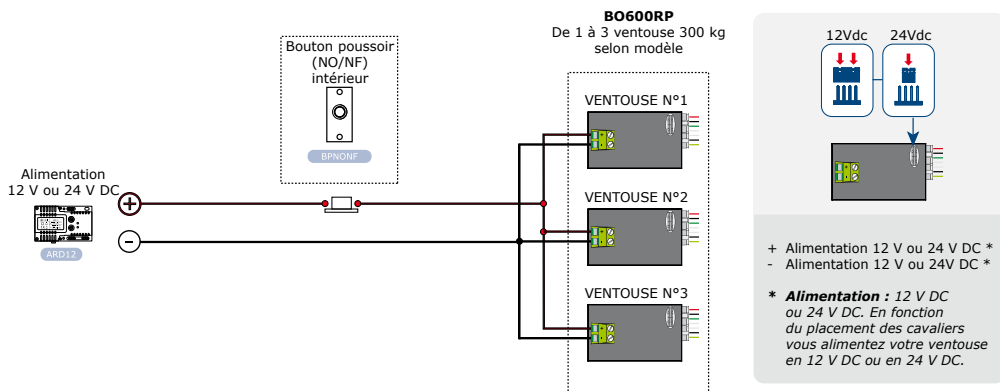 BO600RP
De 1 à 3 ventouse 300 kg
selon modèle
Bouton poussoir
(NO/NF)
intérieur
BPNONF
Alimentation
12 V ou 24 V DC
+
-
ARD12
VENTOUSE N°1
VENTOUSE N°2
VENTOUSE N°3
12Vdc
24Vdc
+ Alimentation 12 V ou 24 V DC *
- Alimentation 12 V ou 24V DC *
* Alimentation : 12 V DC
ou 24 V DC. En fonction
du placement des cavaliers
vous alimentez votre ventouse
en 12 V DC ou en 24 V DC.